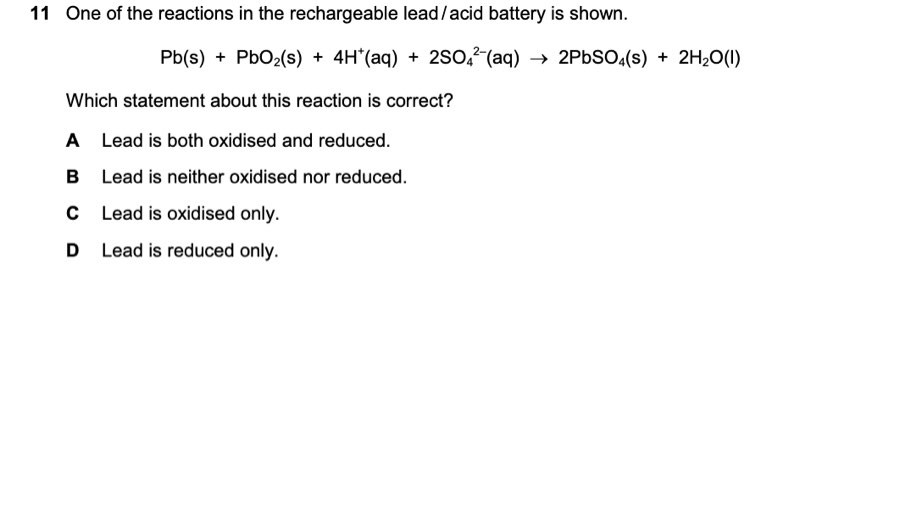 11 One of the reactions in the rechargeable lead/acid battery is shown.
Pb(s) + PbO₂(s) + 4H⁺(aq) + 2SO₄²⁻(aq) → 2PbSO₄(s) + 2H₂O(l)
Which statement about this reaction is correct?
A Lead is both oxidised and reduced.
B Lead is neither oxidised nor reduced.
C Lead is oxidised only.
D Lead is reduced only.